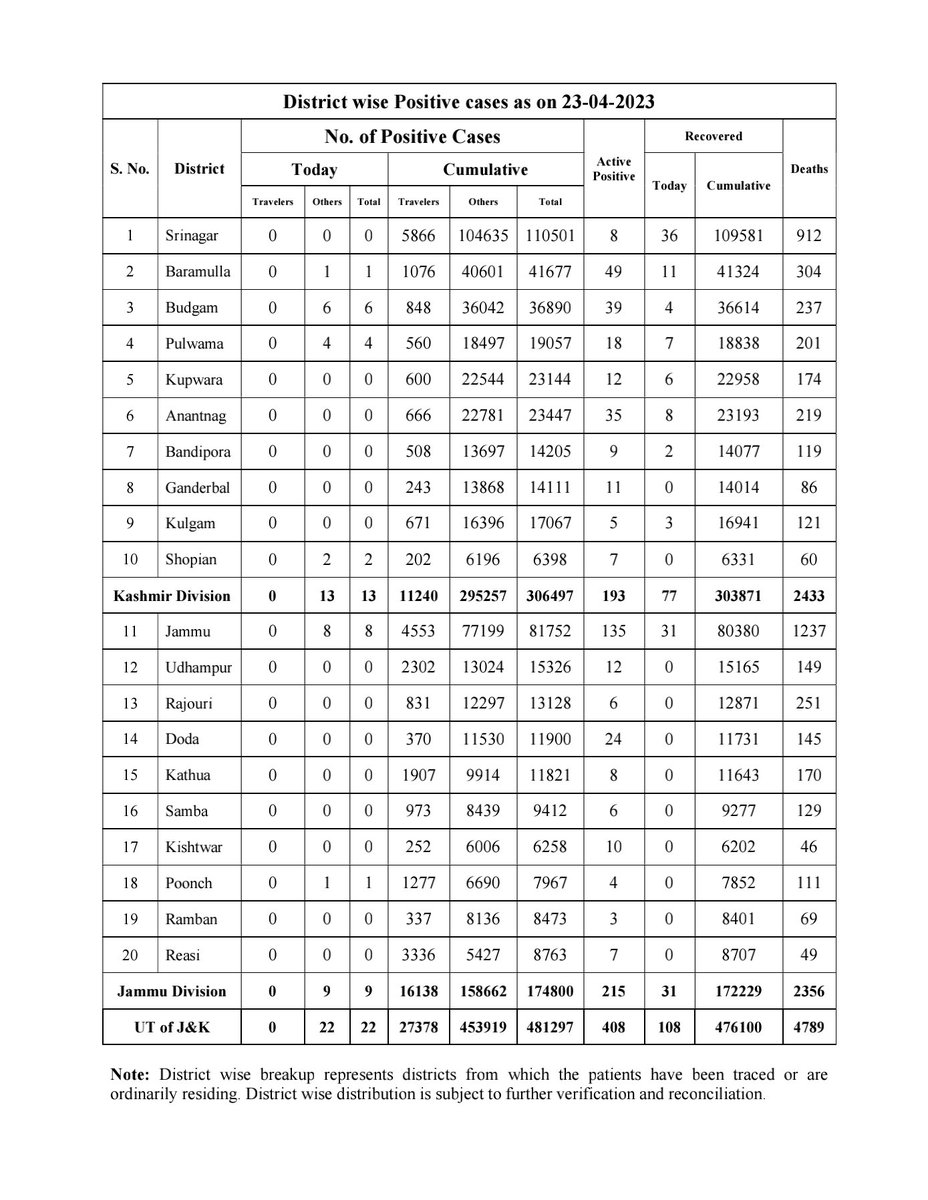 District wise Positive cases as on 23-04-2023
S. No. District No. of Positive Cases Active Positive Recovered Deaths
Today Cumulative Today Cumulative
Travelers Others Total Travelers Others Total
1 Srinagar 0 0 0 5866 104635 110501 8 36 109581 912
2 Baramulla 0 1 1 1076 40601 41677 49 11 41324 304
3 Budgam 0 6 6 848 36042 36890 39 4 36614 237
4 Pulwama 0 4 4 560 18497 19057 18 7 18838 201
5 Kupwara 0 0 0 600 22544 23144 12 6 22958 174
6 Anantnag 0 0 0 666 22781 23447 35 8 23193 219
7 Bandipora 0 0 0 508 13697 14205 9 2 14077 119
8 Ganderbal 0 0 0 243 13868 14111 11 0 14014 86
9 Kulgam 0 0 0 671 16396 17067 5 3 16941 121
10 Shopian 0 2 2 202 6196 6398 7 0 6331 60
Kashmir Division 0 13 13 11240 295257 306497 193 77 303871 2433
11 Jammu 0 8 8 4553 77199 81752 135 31 80380 1237
12 Udhampur 0 0 0 2302 13024 15326 12 0 15165 149
13 Rajouri 0 0 0 831 12297 13128 6 0 12871 251
14 Doda 0 0 0 370 11530 11900 24 0 11731 145
15 Kathua 0 0 0 1907 9914 11821 8 0 11643 170
16 Samba 0 0 0 973 8439 9412 6 0 9277 129
17 Kishtwar 0 0 0 252 6006 6258 10 0 6202 46
18 Poonch 0 1 1 1277 6690 7967 4 0 7852 111
19 Ramban 0 0 0 337 8136 8473 3 0 8401 69
20 Reasi 0 0 0 3336 5427 8763 7 0 8707 49
Jammu Division 0 9 9 16138 158662 174800 215 31 172229 2356
UT of J&K 0 22 22 27378 453919 481297 408 108 476100 4789
Note: District wise breakup represents districts from which the patients have been traced or are
ordinarily residing. District wise distribution is subject to further verification and reconciliation.